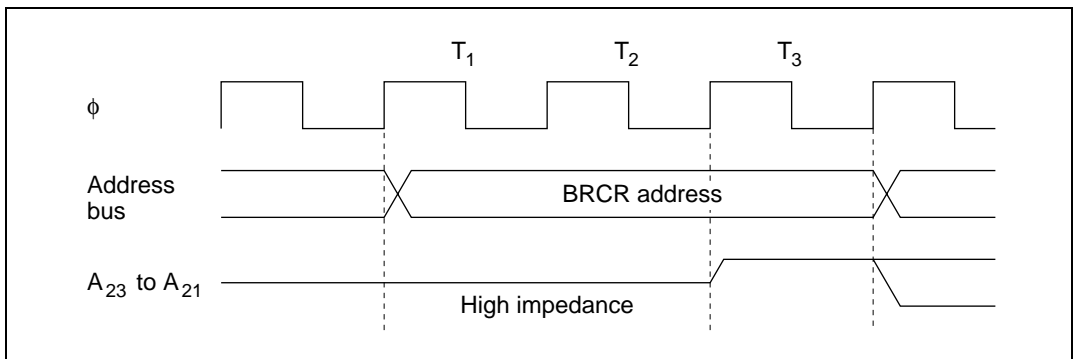 T1 T2 T3
φ
Address
bus
BRCR address
A23 to A21
High impedance